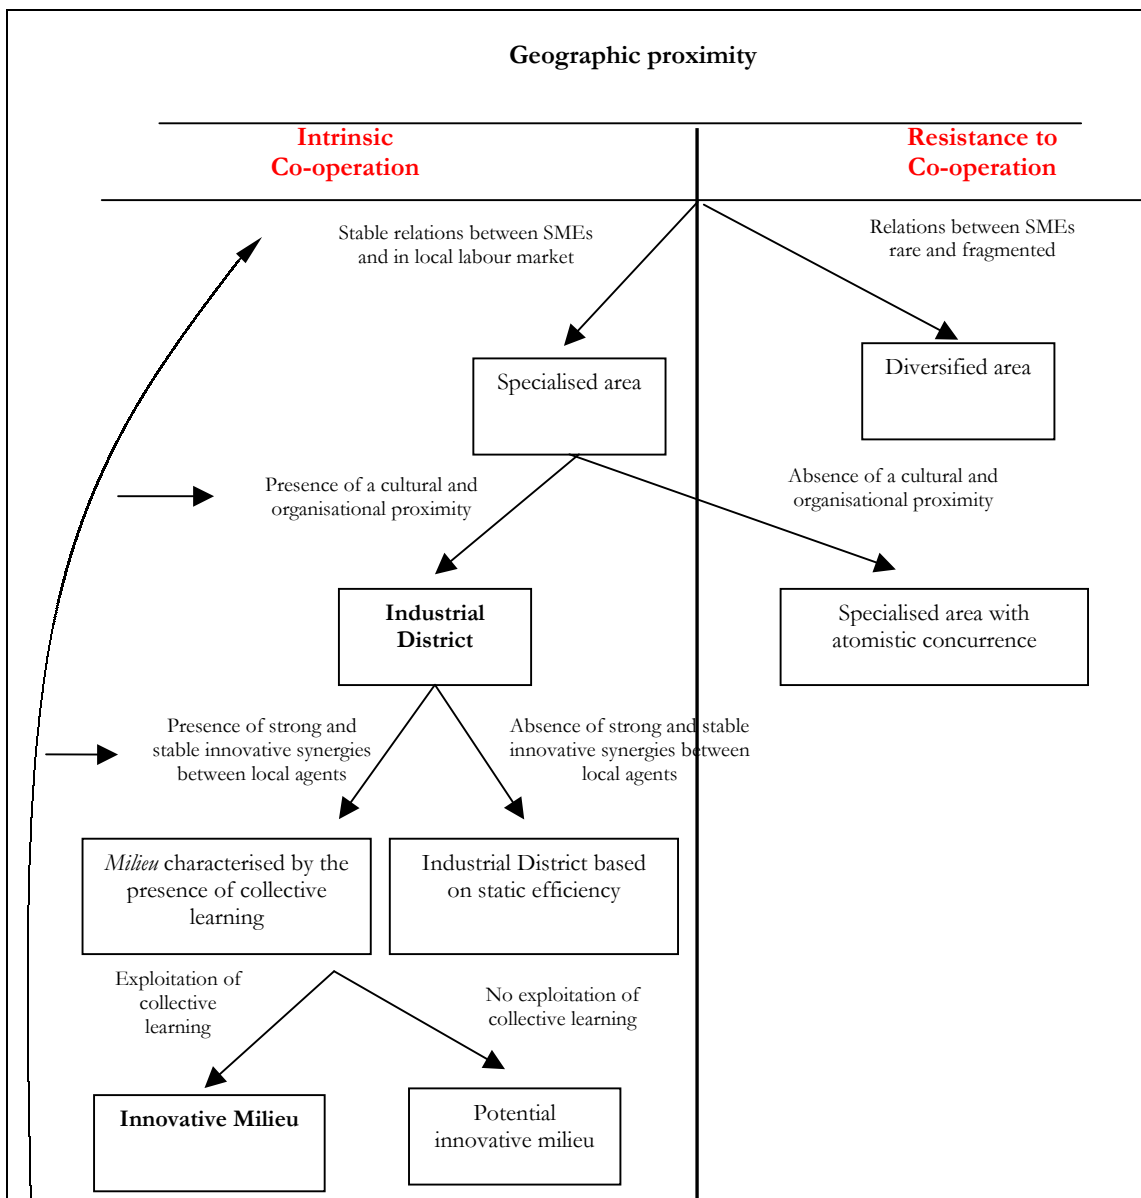 Geographic proximity
Intrinsic
Co-operation
Resistance to
Co-operation
Stable relations between SMEs
and in local labour market
Relations between SMEs
rare and fragmented
Specialised area
Diversified area
Presence of a cultural and
organisational proximity
Absence of a cultural and
organisational proximity
Industrial
District
Specialised area with
atomistic concurrence
Presence of strong and
stable innovative synergies
between local agents
Absence of strong and stable
innovative synergies between
local agents
Milieu characterised by the
presence of collective
learning
Industrial District based
on static efficiency
Exploitation of
collective
learning
No exploitation of
collective learning
Innovative Milieu
Potential
innovative milieu